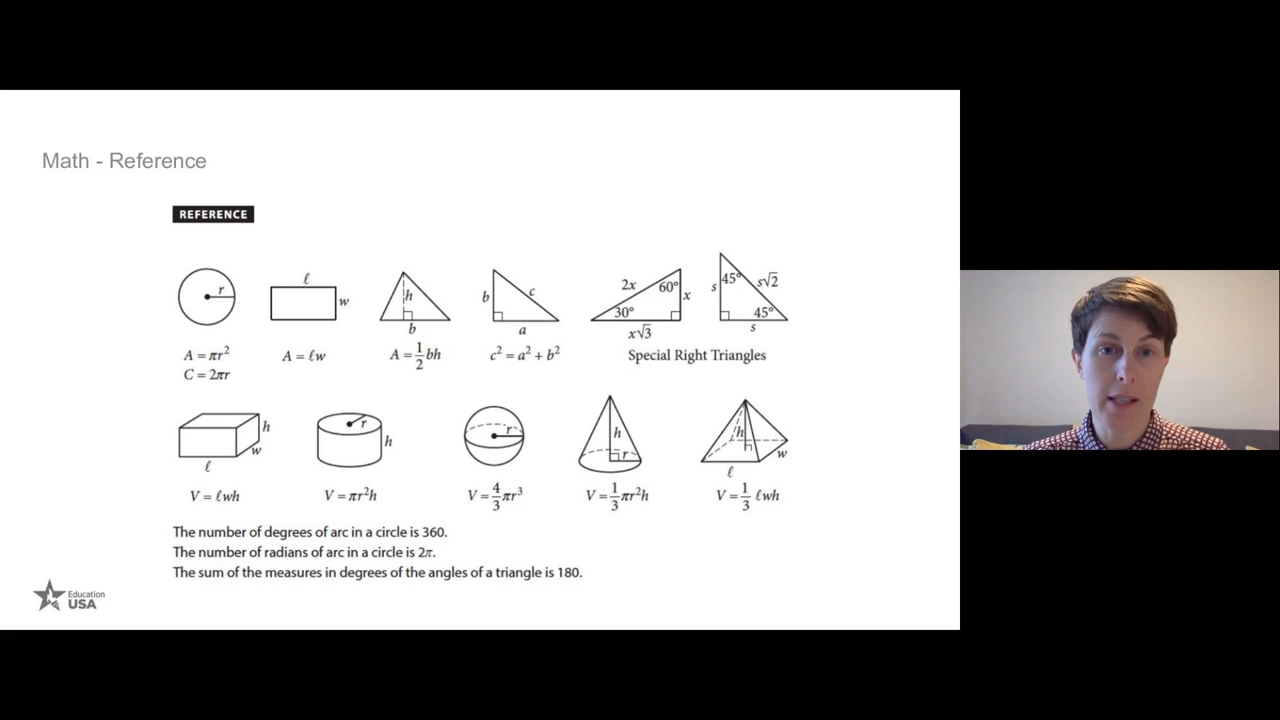 Math - Reference
REFERENCE
r
ℓ
w
h
b
b
c
a
2x
60°
x
30°
x√3
s
45°
s√2
45°
s
A = πr²
C = 2πr
A = ℓw
A = 1/2 bh
c² = a² + b²
Special Right Triangles
h
w
ℓ
r
h
r
h
r
h
w
ℓ
V = ℓwh
V = πr²h
V = 4/3 πr³
V = 1/3 πr²h
V = 1/3 ℓwh
The number of degrees of arc in a circle is 360.
The number of radians of arc in a circle is 2π.
The sum of the measures in degrees of the angles of a triangle is 180.
Education
USA